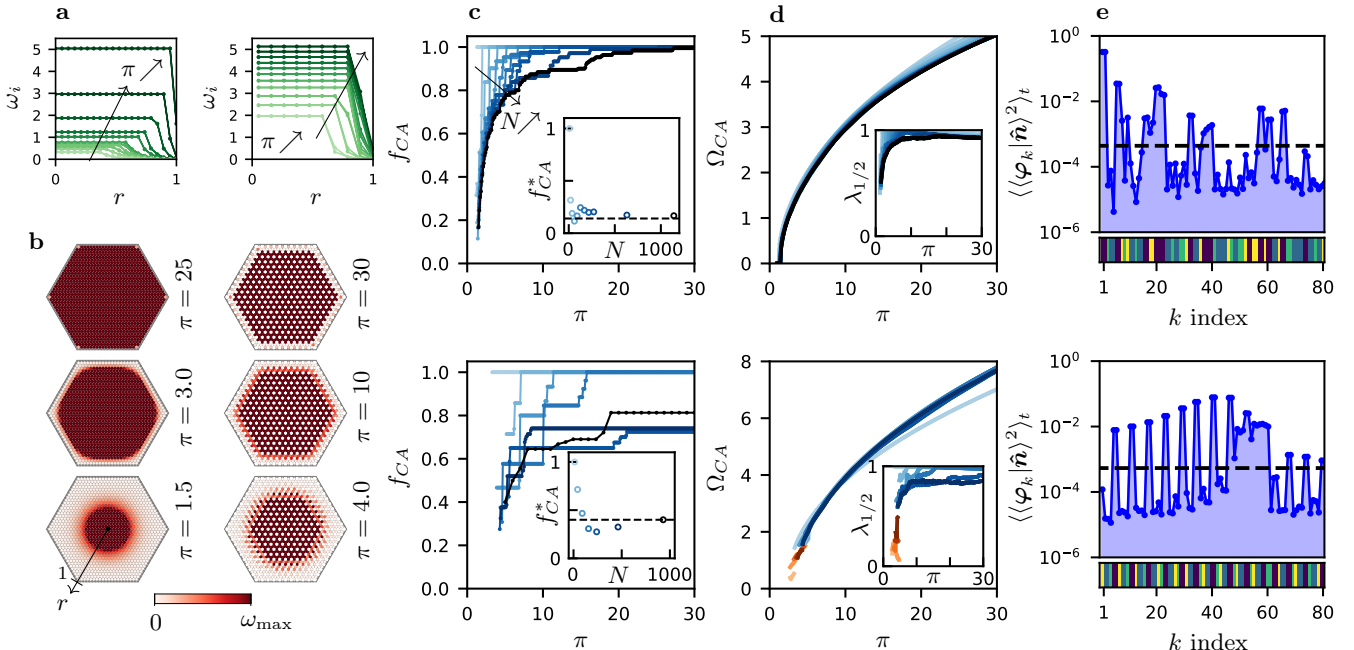 a
5
4
3
2
1
0
ω_i
π ↗
0
r
1
5
4
3
2
1
0
ω_i
π ↗
0
r
1
b
π = 25
π = 30
π = 3.0
π = 10
π = 1.5
π = 4.0
1
r
0
ω_max
c
1.0
0.8
0.6
0.4
0.2
0.0
f_CA
N↗
1
0
f*_CA
0
N
1000
0
10
20
30
π
1.0
0.8
0.6
0.4
0.2
0.0
f_CA
1
0
f*_CA
0
N
1000
0
10
20
30
π
d
5
4
3
2
1
0
Ω_CA
1
0
λ_1/2
0
π
30
0
10
20
30
π
8
6
4
2
0
Ω_CA
1
0
λ_1/2
0
π
30
0
10
20
30
π
e
10^0
10^−2
10^−4
10^−6
⟨⟨φ_k|n̂⟩^2⟩_t
1
20
40
60
80
k index
10^0
10^−2
10^−4
10^−6
⟨⟨φ_k|n̂⟩^2⟩_t
1
20
40
60
80
k index